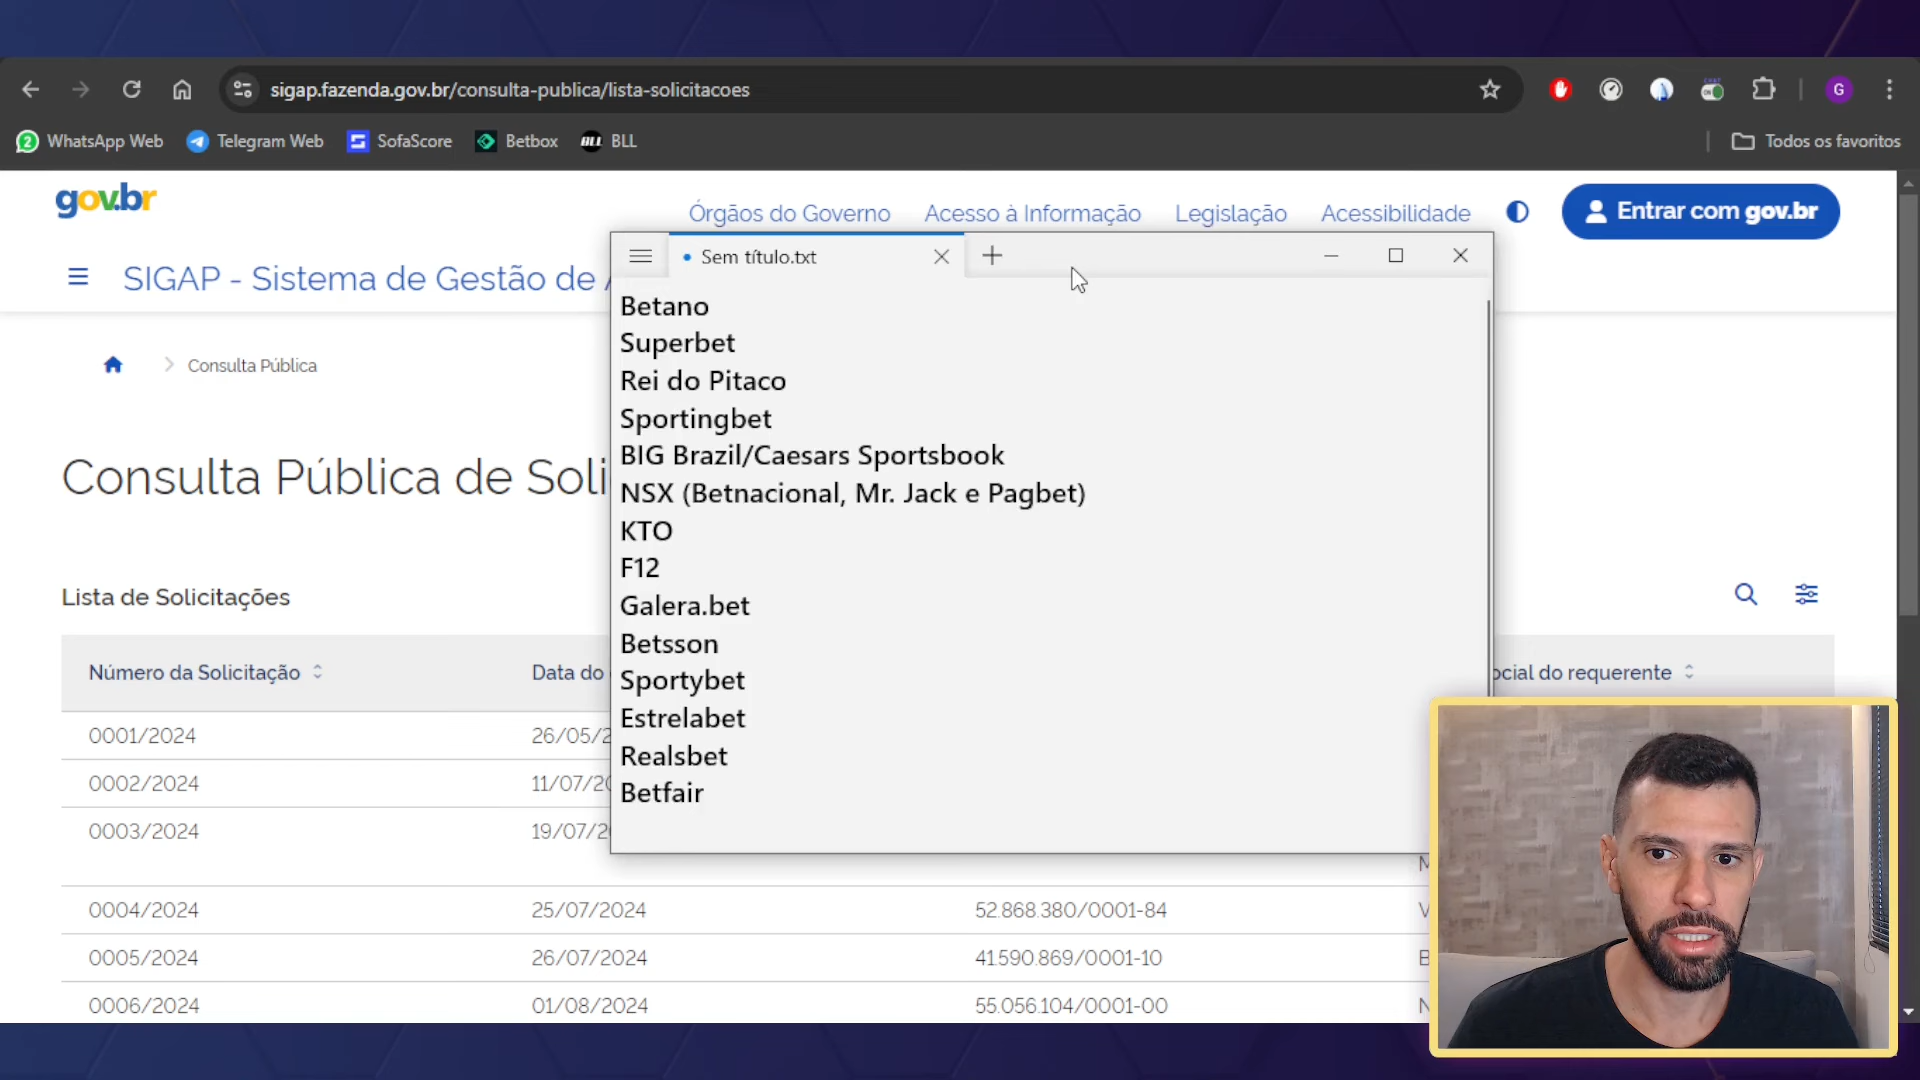 sigap.fazenda.gov.br/consulta-publica/lista-solicitacoes
G
2 WhatsApp Web
Telegram Web
SofaScore
Betbox
BLL BLL
Todos os favoritos
gov.br
Órgãos do Governo
Acesso à Informação
Legislação
Acessibilidade
Entrar com gov.br
SIGAP - Sistema de Gestão de
Consulta Pública
Consulta Pública de Soli
Sem título.txt
Betano
Superbet
Rei do Pitaco
Sportingbet
BIG Brazil/Caesars Sportsbook
NSX (Betnacional, Mr. Jack e Pagbet)
KTO
F12
Galera.bet
Betsson
Sportybet
Estrelabet
Realsbet
Betfair
Lista de Solicitações
Número da Solicitação
Data do
ocial do requerente
0001/2024 26/05/2
0002/2024 11/07/20
0003/2024 19/07/20
0004/2024 25/07/2024 52.868.380/0001-84 V
0005/2024 26/07/2024 41.590.869/0001-10 B
0006/2024 01/08/2024 55.056.104/0001-00 N